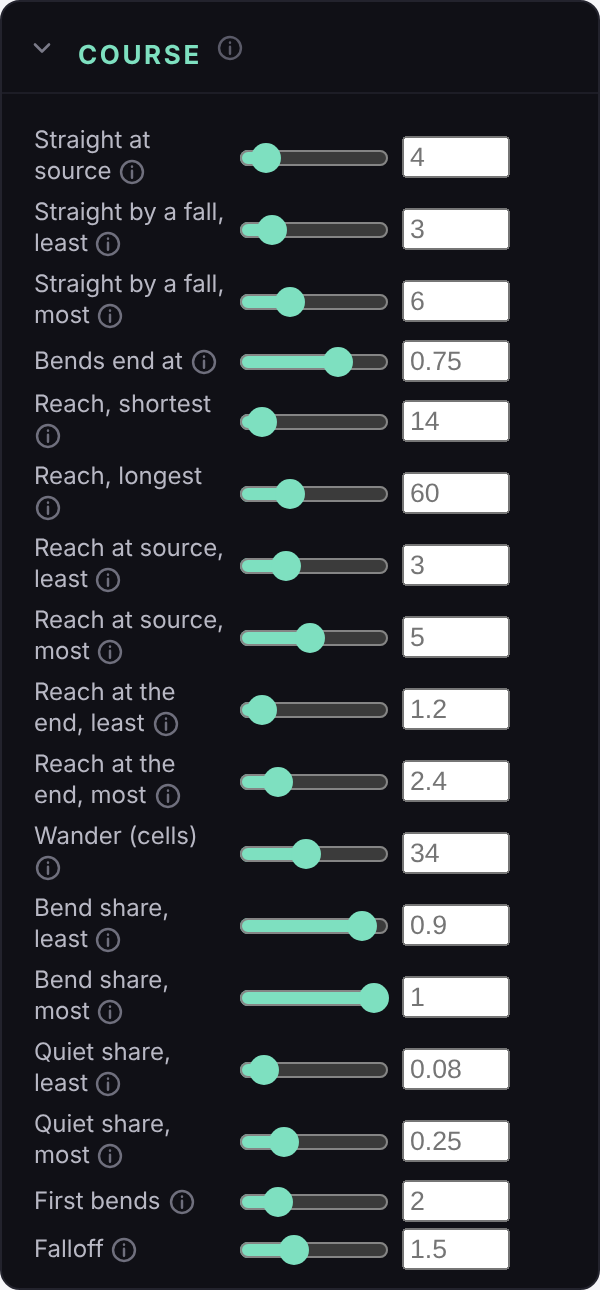 COURSE
Straight at
source
4
Straight by a fall,
least
3
Straight by a fall,
most
6
Bends end at
0.75
Reach, shortest
14
Reach, longest
60
Reach at source,
least
3
Reach at source,
most
5
Reach at the
end, least
1.2
Reach at the
end, most
2.4
Wander (cells)
34
Bend share,
least
0.9
Bend share,
most
1
Quiet share,
least
0.08
Quiet share,
most
0.25
First bends
2
Falloff
1.5